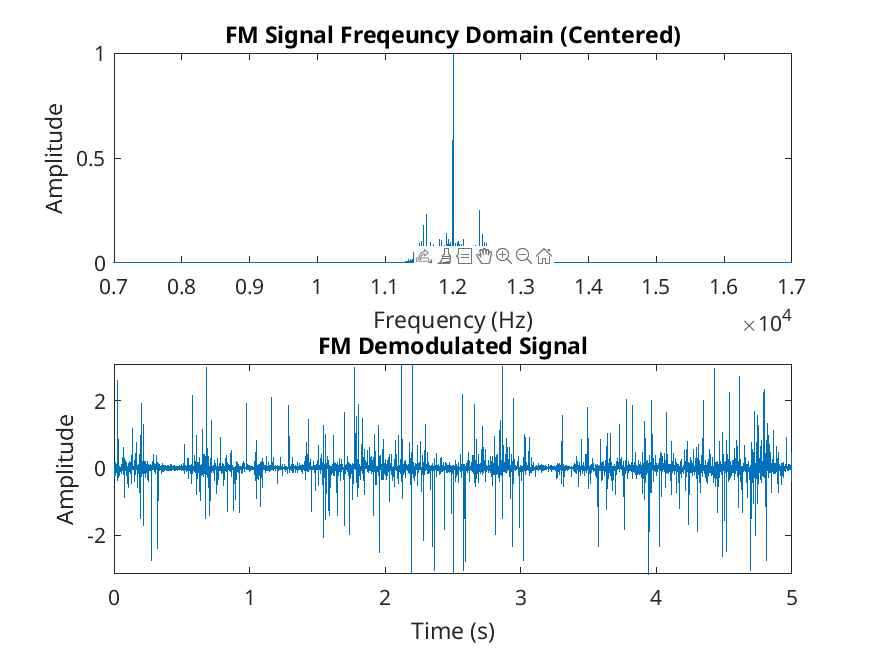 FM Signal Freqeuncy Domain (Centered)
Amplitude
1
0.5
0
0.7 0.8 0.9 1 1.1 1.2 1.3 1.4 1.5 1.6 1.7
Frequency (Hz)
×10⁴
FM Demodulated Signal
Amplitude
2
0
-2
0 1 2 3 4 5
Time (s)